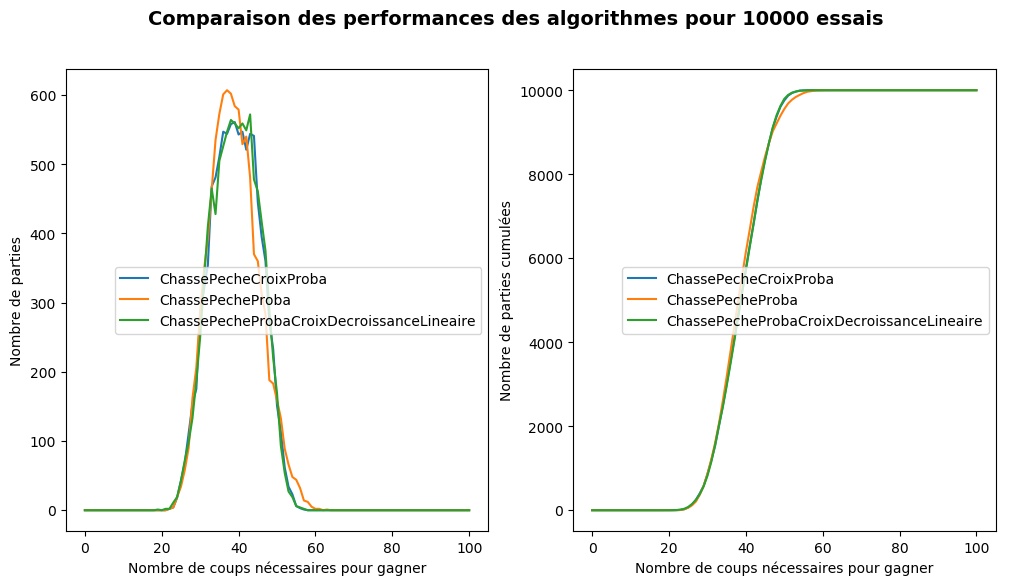 Comparaison des performances des algorithmes pour 10000 essais
Nombre de parties
600
500
400
300
200
100
0
ChassePecheCroixProba
ChassePecheProba
ChassePecheProbaCroixDecroissanceLineaire
0 20 40 60 80 100
Nombre de coups nécessaires pour gagner
Nombre de parties cumulées
10000
8000
6000
4000
2000
0
ChassePecheCroixProba
ChassePecheProba
ChassePecheProbaCroixDecroissanceLineaire
0 20 40 60 80 100
Nombre de coups nécessaires pour gagner